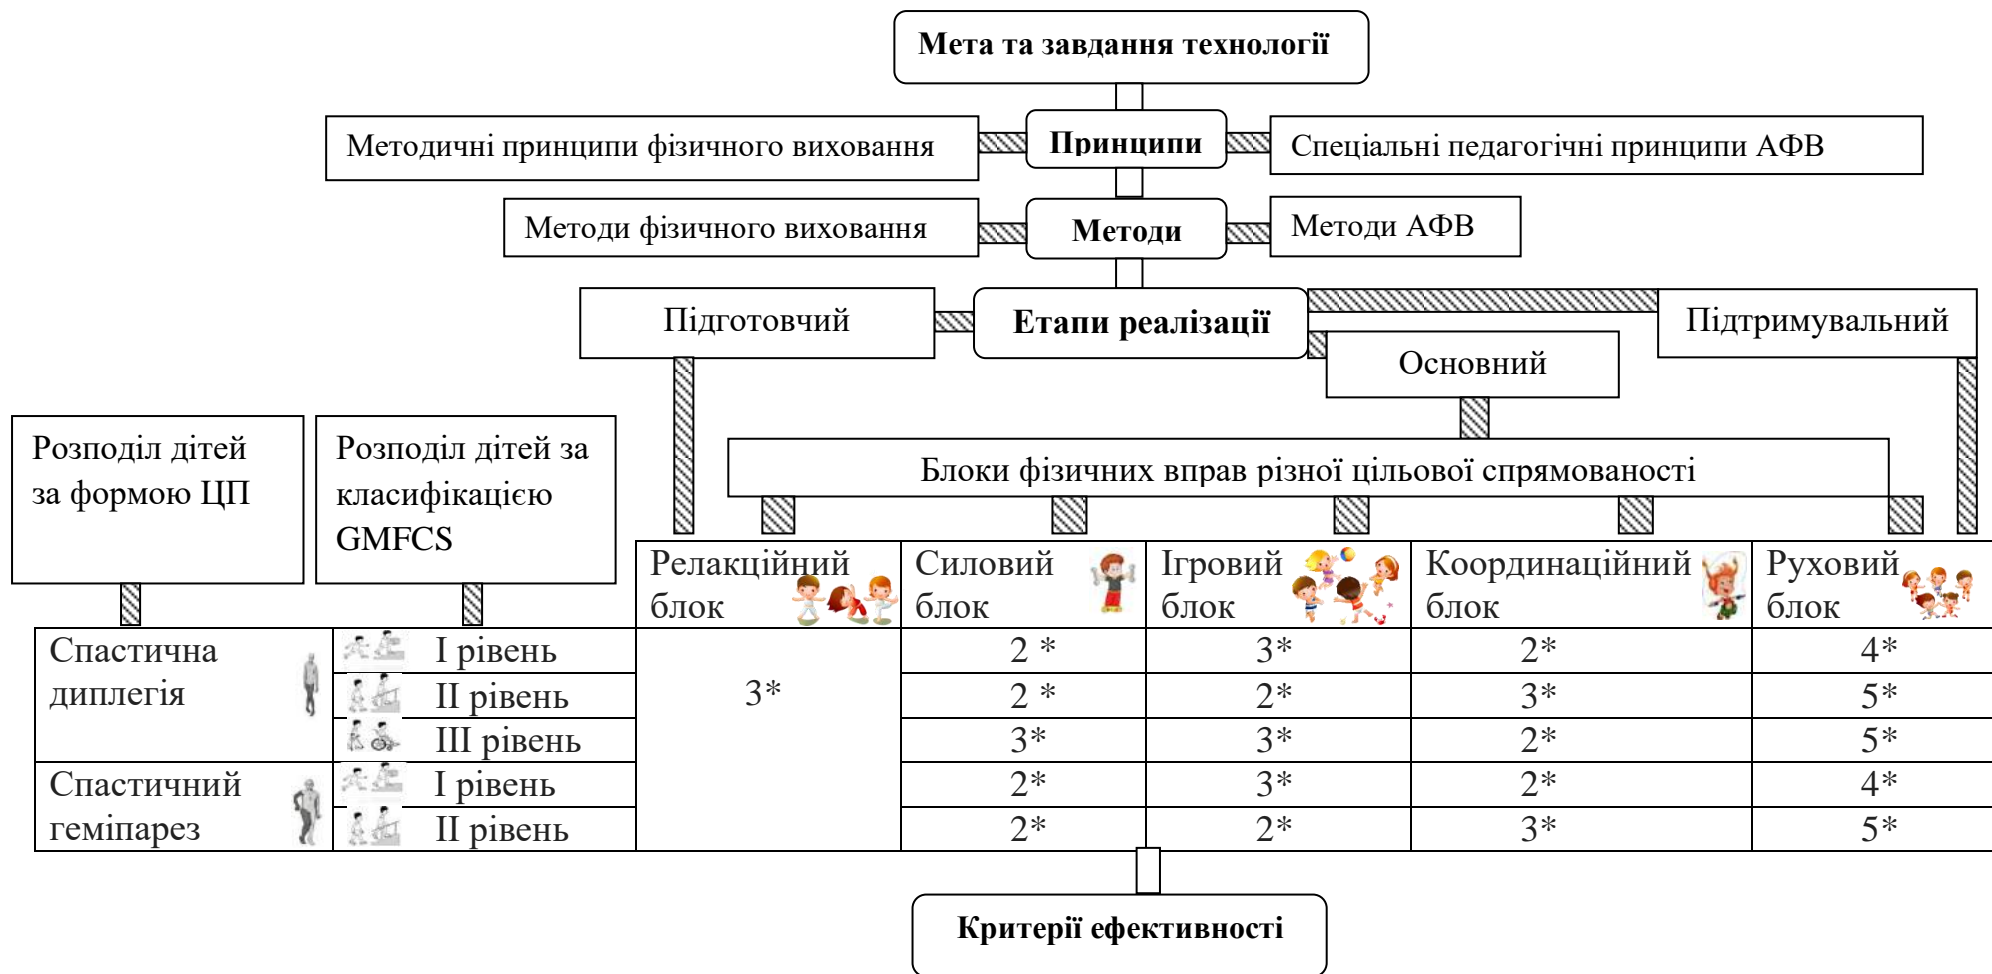 Мета та завдання технології
Методичні принципи фізичного виховання
Принципи
Спеціальні педагогічні принципи АФВ
Методи фізичного виховання
Методи
Методи АФВ
Підготовчий
Етапи реалізації
Підтримувальний
Основний
Розподіл дітей
за формою ЦП
Розподіл дітей за
класифікацією
GMFCS
Блоки фізичних вправ різної цільової спрямованості
Релакційний
блок
Силовий
блок
Ігровий
блок
Координаційний
блок
Руховий
блок
Спастична
диплегія
І рівень
3*
2 *
3*
2*
4*
ІІ рівень
2 *
2*
3*
5*
ІІІ рівень
3*
3*
2*
5*
Спастичний
геміпарез
І рівень
2*
3*
2*
4*
ІІ рівень
2*
2*
3*
5*
Критерії ефективності